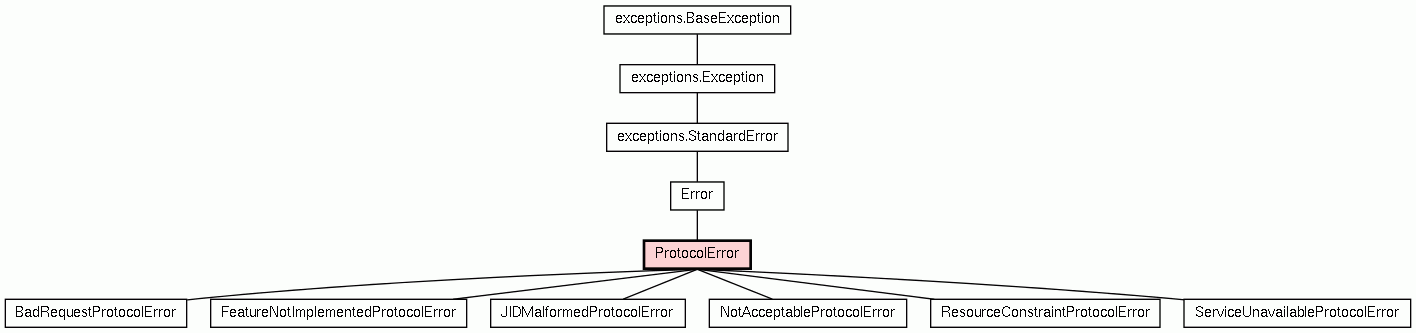 exceptions.BaseException
exceptions.Exception
exceptions.StandardError
Error
ProtocolError
BadRequestProtocolError
FeatureNotImplementedProtocolError
JIDMalformedProtocolError
NotAcceptableProtocolError
ResourceConstraintProtocolError
ServiceUnavailableProtocolError